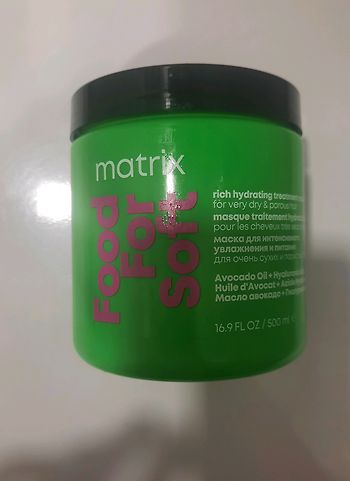 matrix
Food
For
Soft
rich hydrating treatment
for very dry & porous hair
masque traitement
pour les cheveux très
маска для интенсивного
увлажнения и питания
для очень сухих и
Avocado Oil + Hyaluronic
Huile d'Avocat +
Масло авокадо +
16.9 FL OZ / 500 ml